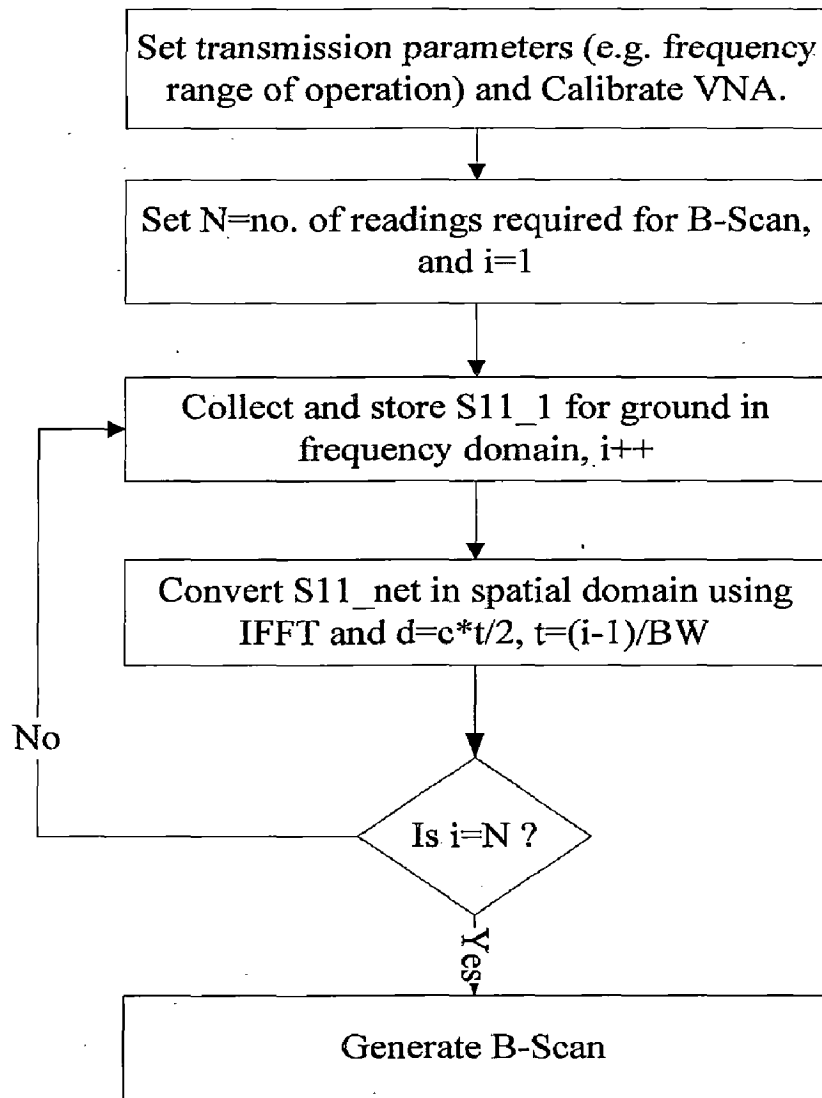 Set transmission parameters (e.g. frequency
range of operation) and Calibrate VNA.
Set N=no. of readings required for B-Scan,
and i=1
Collect and store S11_1 for ground in
frequency domain, i++
Convert S11_net in spatial domain using
IFFT and d=c*t/2, t=(i-1)/BW
No
Is i=N ?
Yes
Generate B-Scan